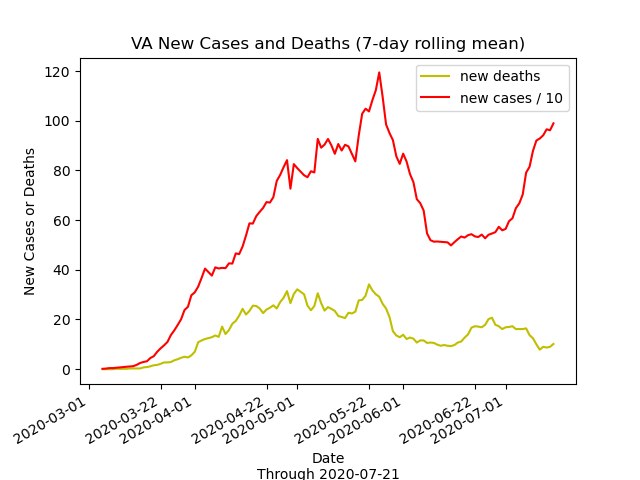 VA New Cases and Deaths (7-day rolling mean)
new deaths
new cases / 10
New Cases or Deaths
120
100
80
60
40
20
0
2020-03-01
2020-03-22
2020-04-01
2020-04-22
2020-05-01
2020-05-22
2020-06-01
2020-06-22
2020-07-01
Date
Through 2020-07-21